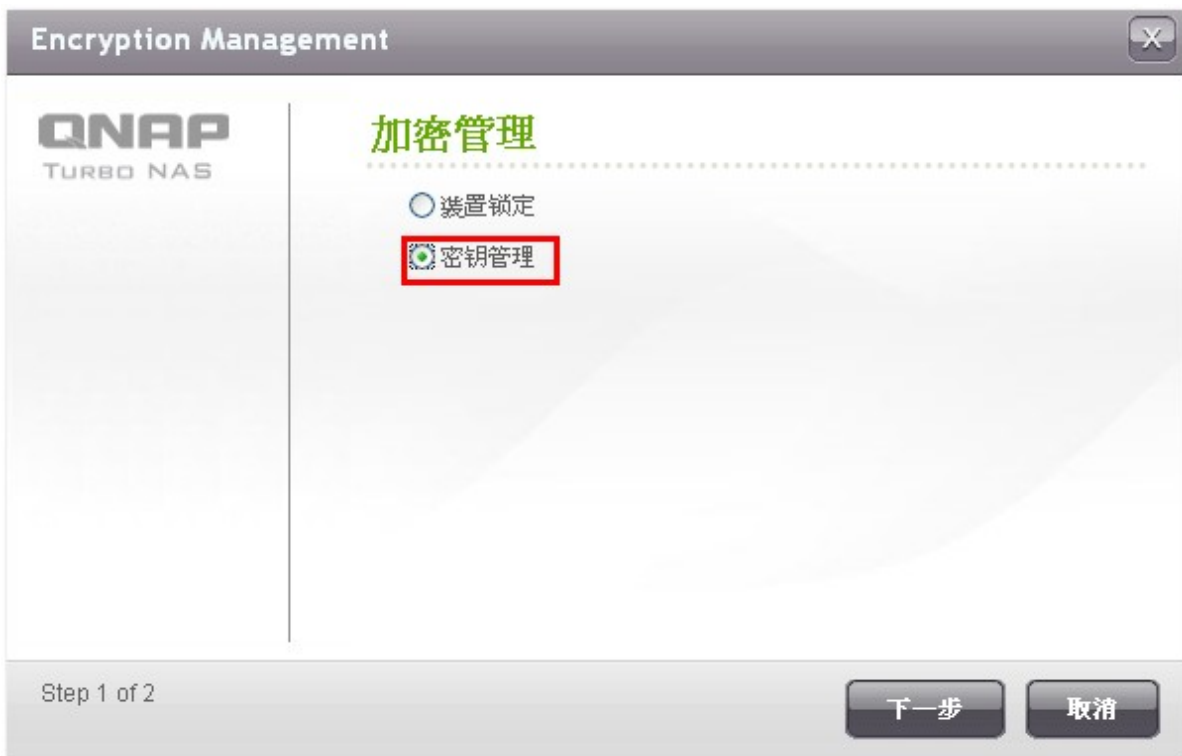 Encryption Management
X
QNAP
TURBO NAS
加密管理
装置锁定
密钥管理
Step 1 of 2
下一步
取消